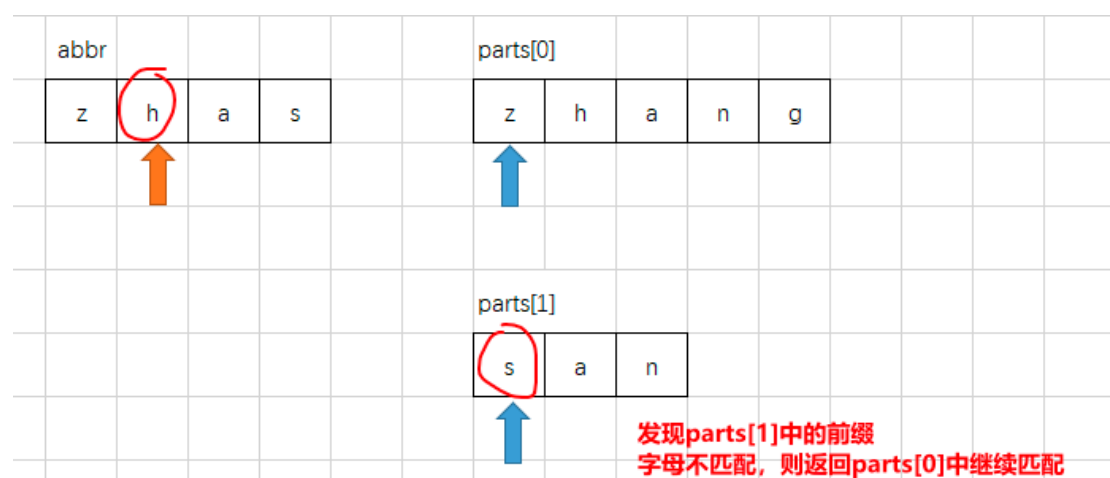 abbr
parts[0]
z h a s
z h a n g
parts[1]
s a n
发现parts[1]中的前缀
字母不匹配，则返回parts[0]中继续匹配